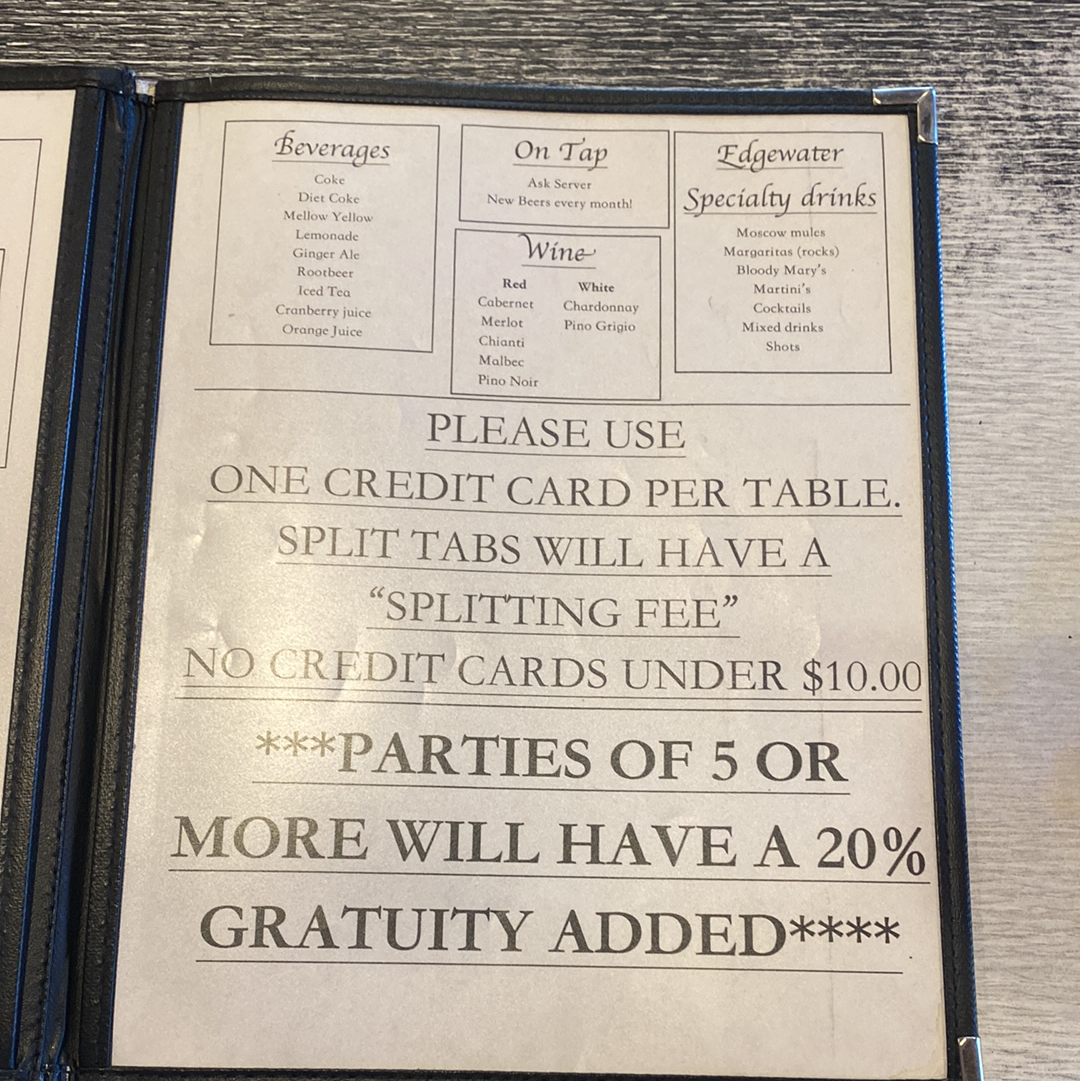 Beverages
Coke
Diet Coke
Mellow Yellow
Lemonade
Ginger Ale
Rootbeer
Iced Tea
Cranberry juice
Orange Juice
On Tap
Ask Server
New Beers every month!
Wine
Red
Cabernet
Merlot
Chianti
Malbec
Pino Noir
White
Chardonnay
Pino Grigio
Edgewater
Specialty drinks
Moscow mules
Margaritas (rocks)
Bloody Mary's
Martini's
Cocktails
Mixed drinks
Shots
PLEASE USE
ONE CREDIT CARD PER TABLE.
SPLIT TABS WILL HAVE A
“SPLITTING FEE”
NO CREDIT CARDS UNDER $10.00
***PARTIES OF 5 OR
MORE WILL HAVE A 20%
GRATUITY ADDED****